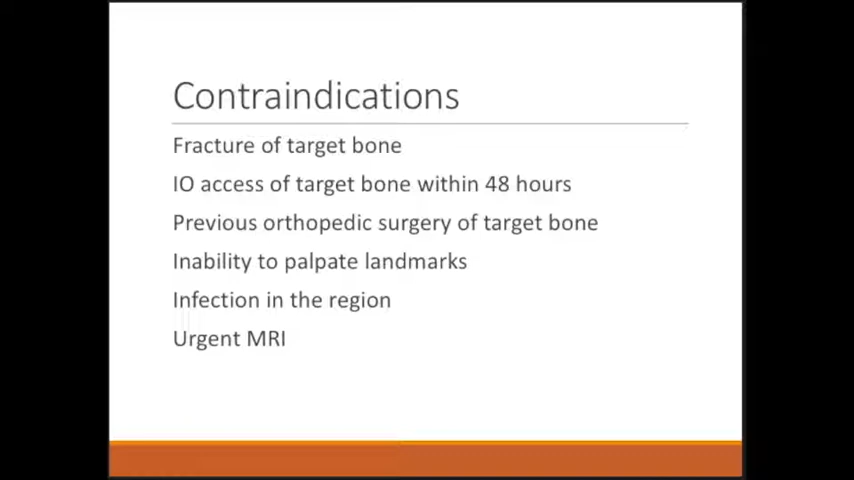 Contraindications
Fracture of target bone
IO access of target bone within 48 hours
Previous orthopedic surgery of target bone
Inability to palpate landmarks
Infection in the region
Urgent MRI